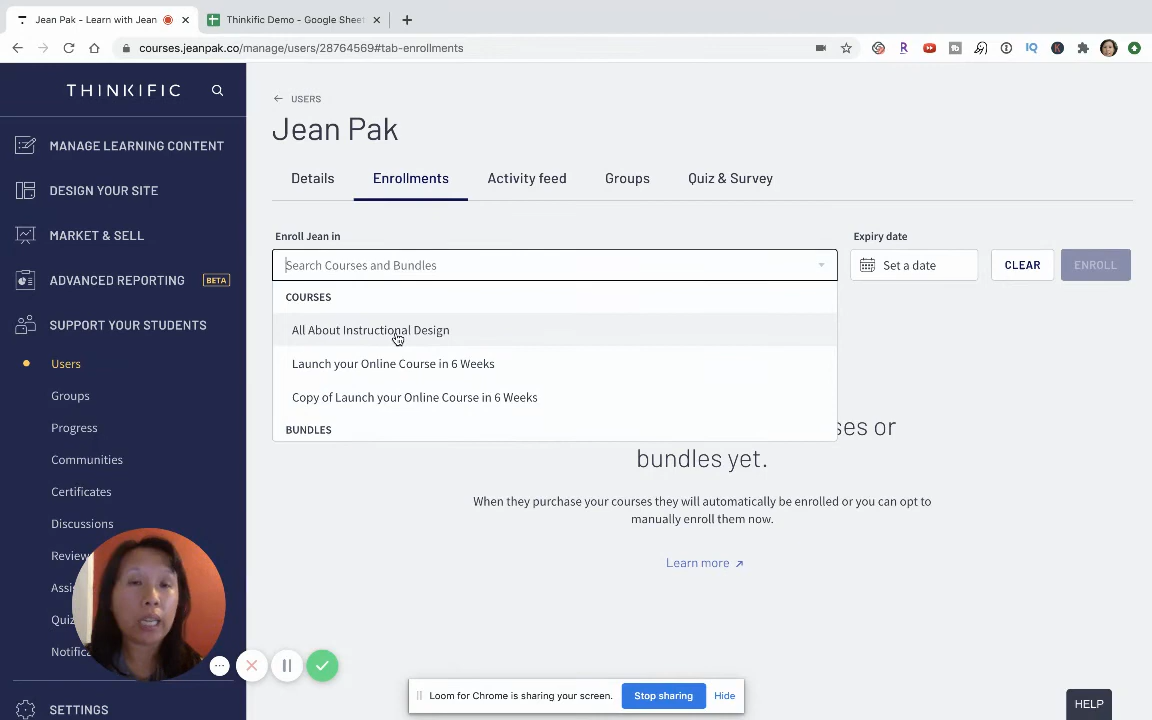 Jean Pak - Learn with Jean
Thinkific Demo - Google Sheet
courses.jeanpak.co/manage/users/28764569#tab-enrollments
THINKIFIC
MANAGE LEARNING CONTENT
DESIGN YOUR SITE
MARKET & SELL
ADVANCED REPORTING BETA
SUPPORT YOUR STUDENTS
Users
Groups
Progress
Communities
Certificates
Discussions
Review
Assi
Quiz
Notific
SETTINGS
USERS
Jean Pak
Details Enrollments Activity feed Groups Quiz & Survey
Enroll Jean in
Expiry date
Search Courses and Bundles
Set a date
CLEAR
ENROLL
COURSES
All About Instructional Design
Launch your Online Course in 6 Weeks
Copy of Launch your Online Course in 6 Weeks
BUNDLES
ses or
bundles yet.
When they purchase your courses they will automatically be enrolled or you can opt to
manually enroll them now.
Learn more
Loom for Chrome is sharing your screen. Stop sharing Hide
HELP